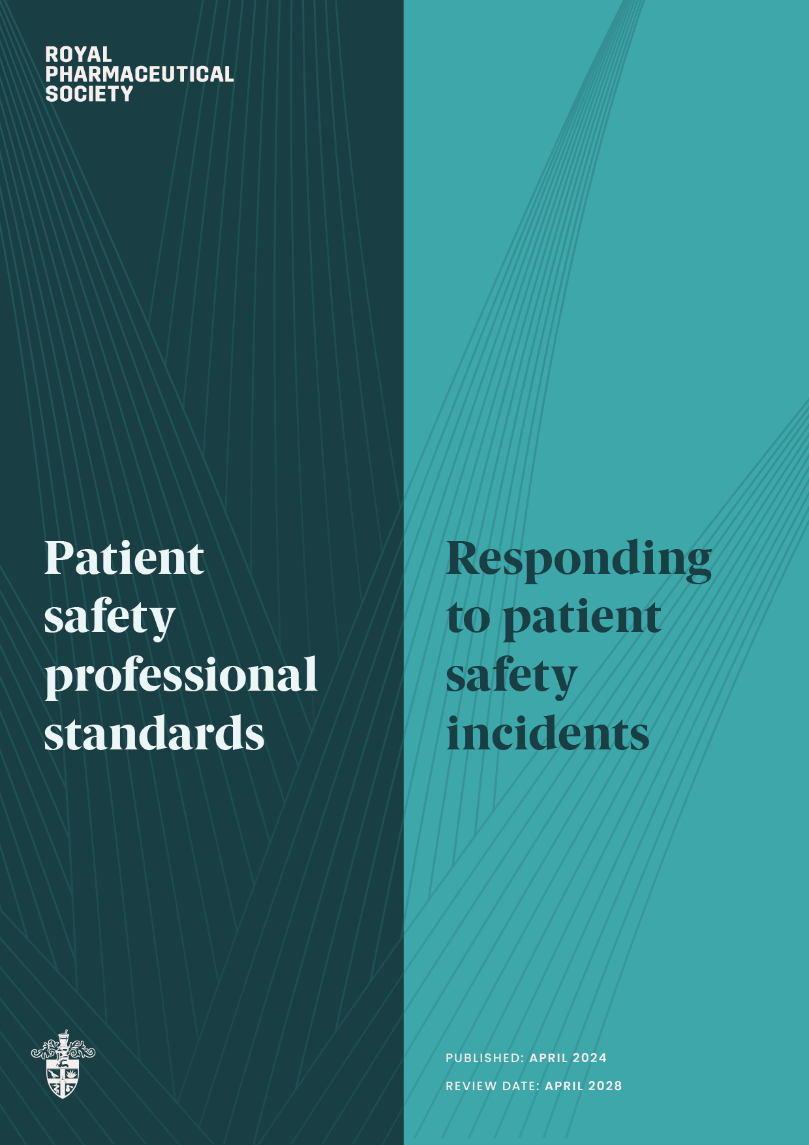 ROYAL
PHARMACEUTICAL
SOCIETY
Patient
safety
professional
standards
Responding
to patient
safety
incidents
PUBLISHED: APRIL 2024
REVIEW DATE: APRIL 2028